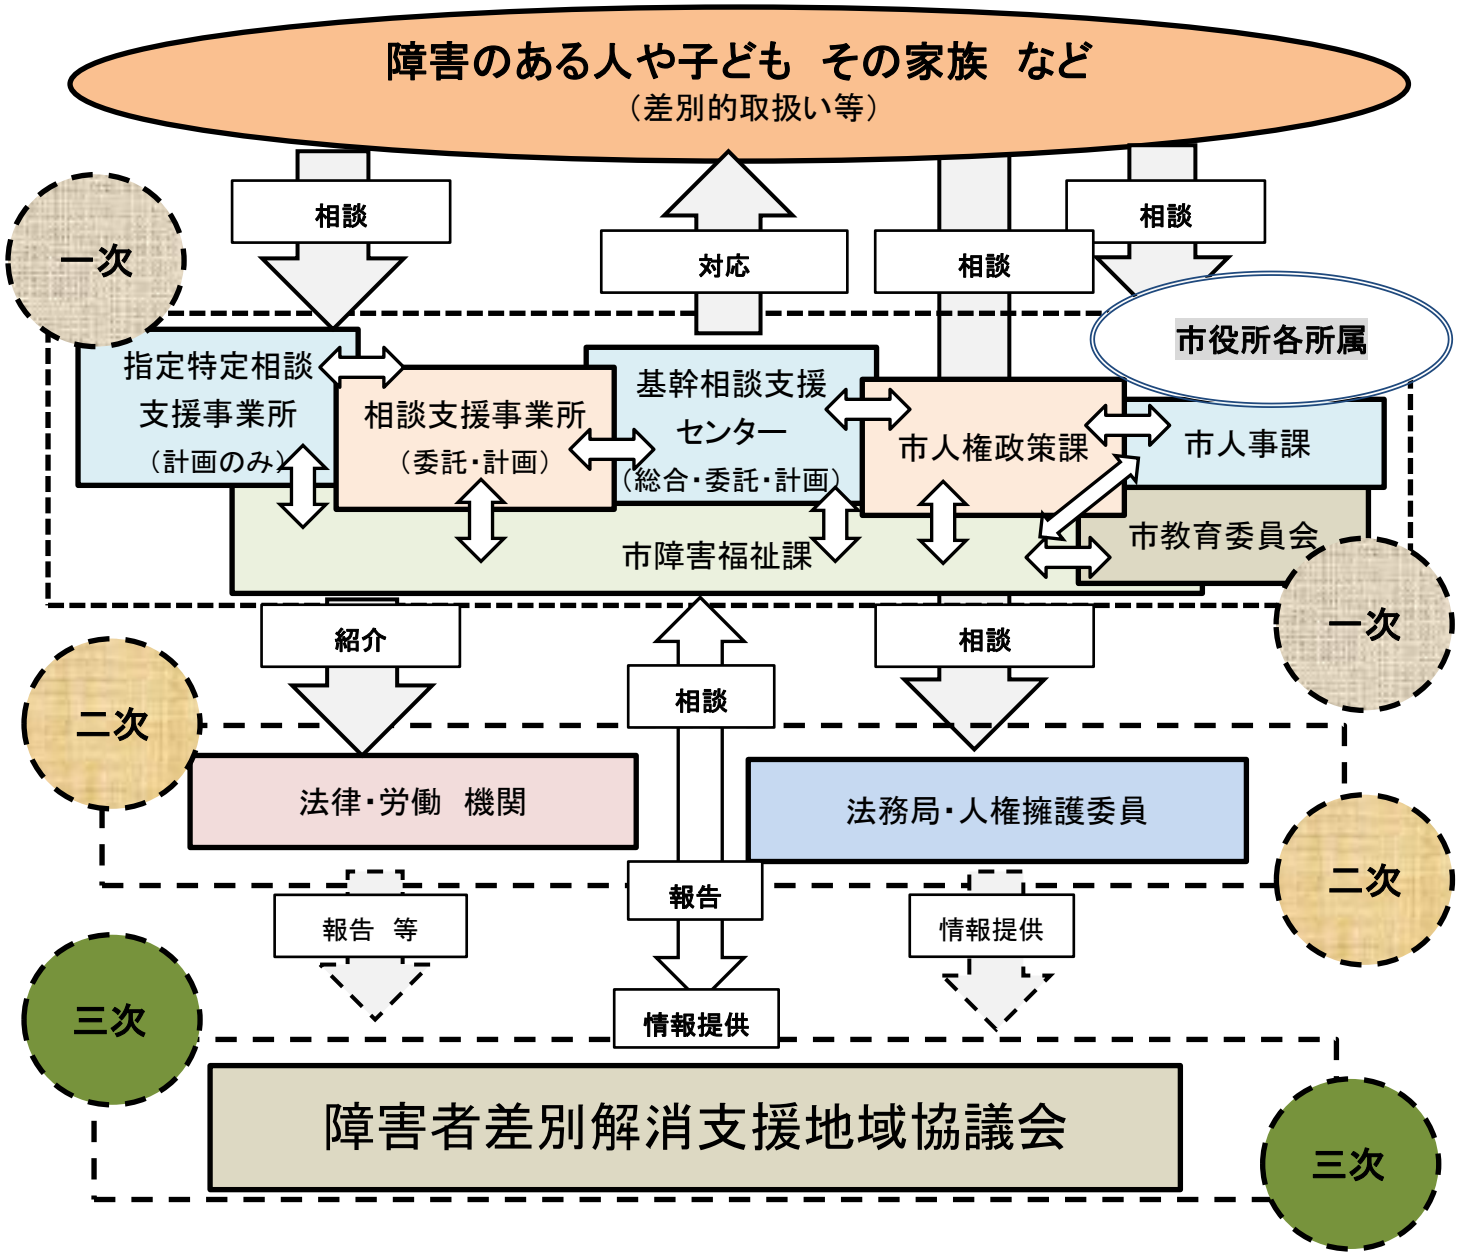 障害のある人や子ども　その家族　など
（差別的取扱い等）
相談
相談
一次
対応
相談
市役所各所属
指定特定相談
支援事業所
（計画のみ）
相談支援事業所
（委託・計画）
基幹相談支援
センター
（総合・委託・計画）
市人権政策課
市人事課
市教育委員会
市障害福祉課
一次
紹介
相談
相談
二次
法律・労働　機関
法務局・人権擁護委員
二次
報告
報告　等
情報提供
三次
情報提供
障害者差別解消支援地域協議会
三次